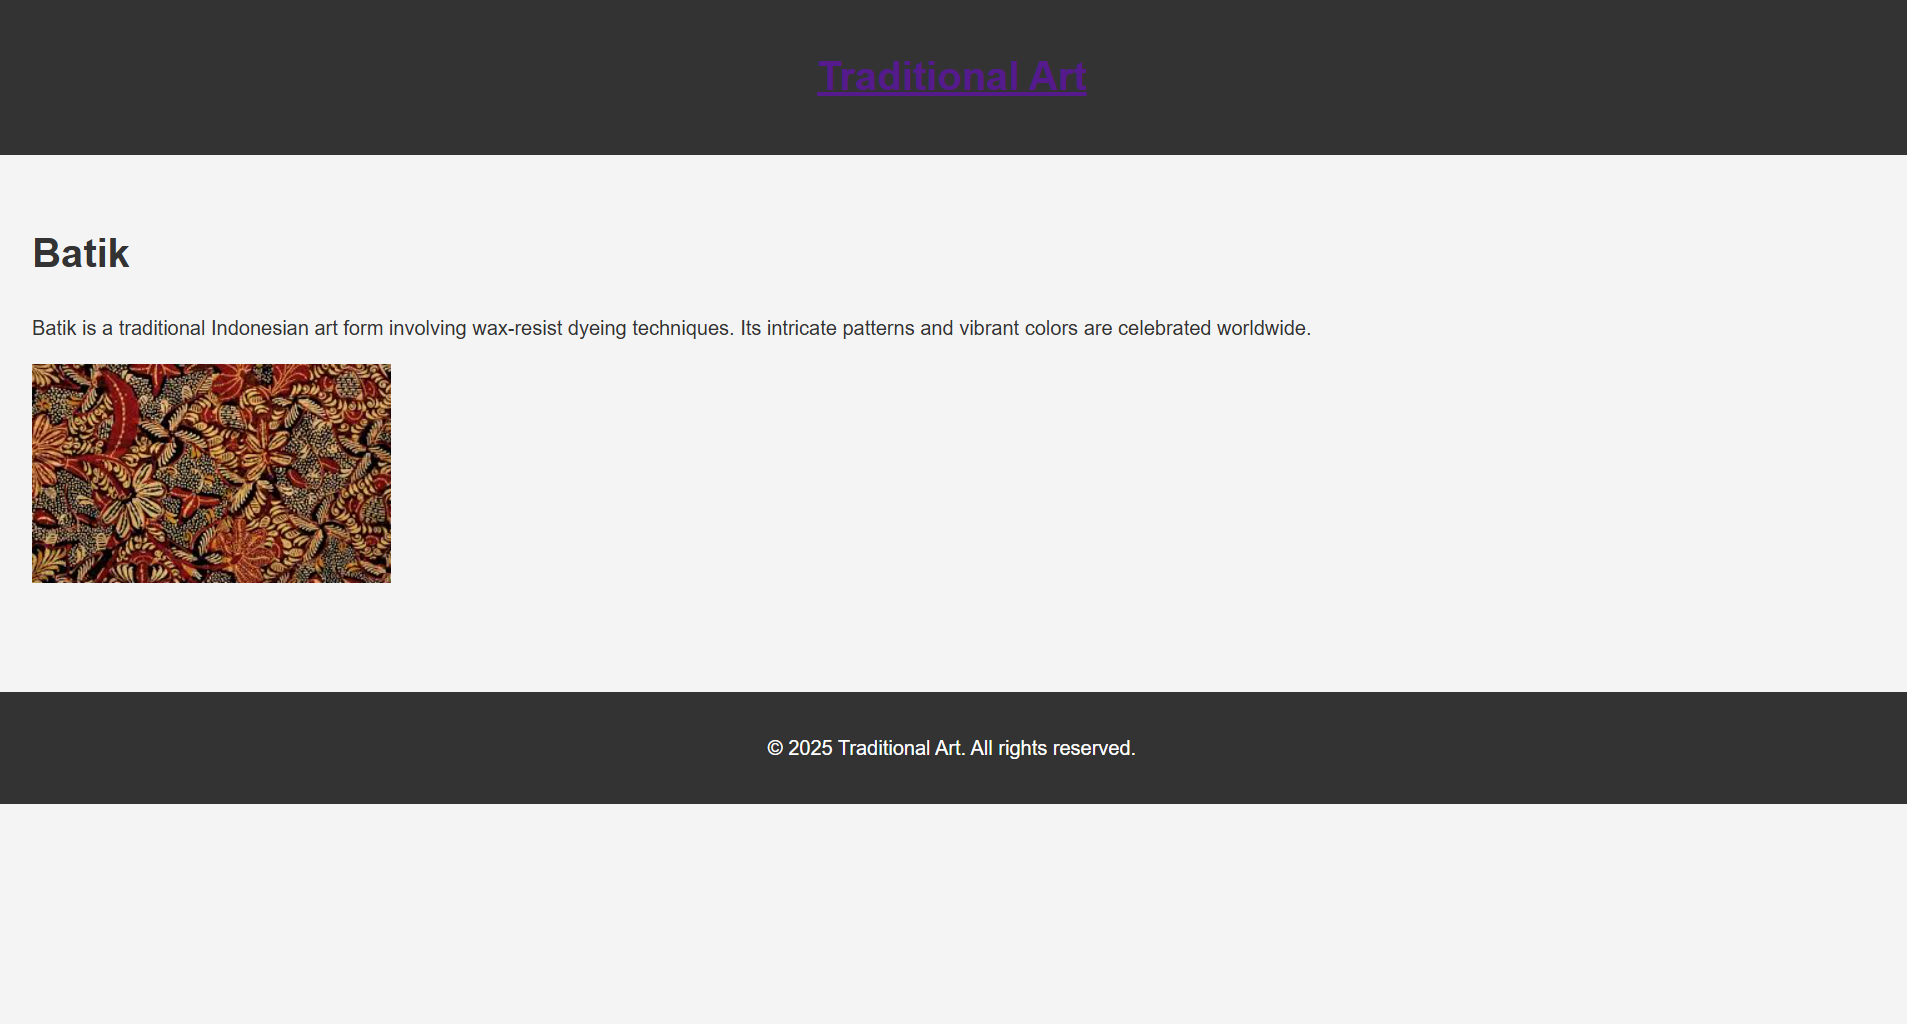 Traditional Art
Batik
Batik is a traditional Indonesian art form involving wax-resist dyeing techniques. Its intricate patterns and vibrant colors are celebrated worldwide.
© 2025 Traditional Art. All rights reserved.